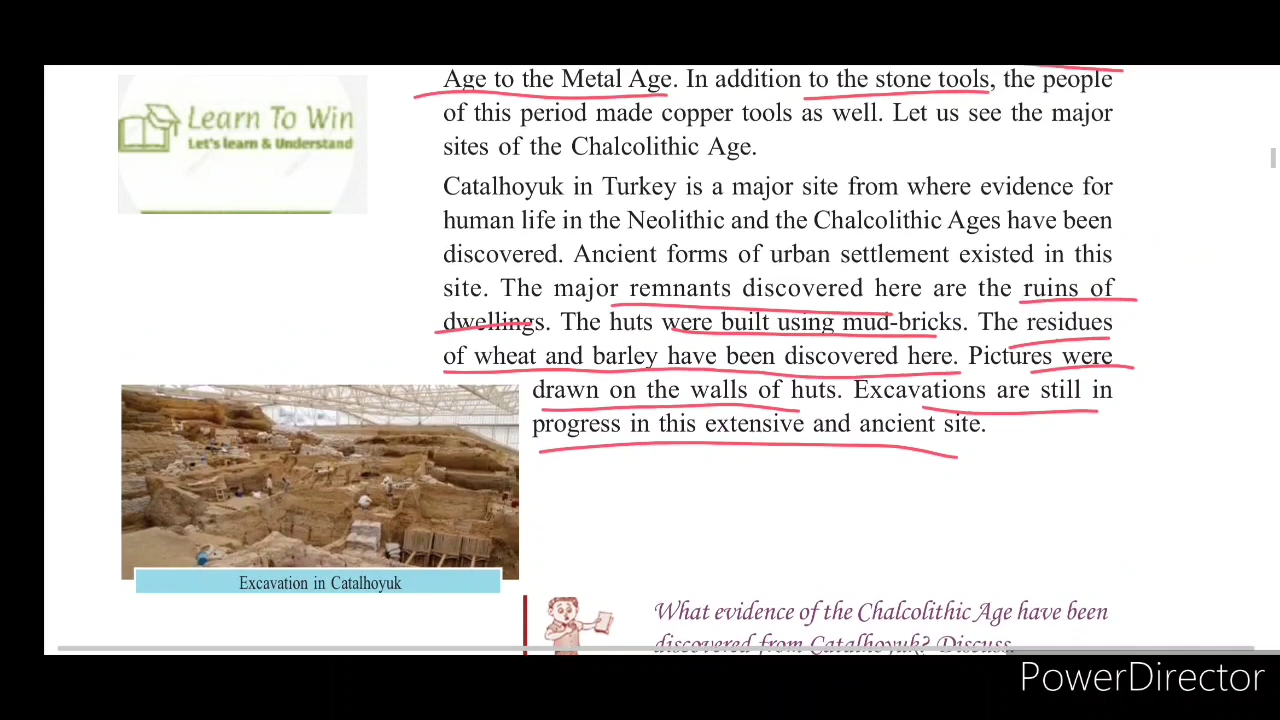 Age to the Metal Age. In addition to the stone tools, the people
of this period made copper tools as well. Let us see the major
sites of the Chalcolithic Age.
Learn To Win
Let's learn & Understand
Catalhoyuk in Turkey is a major site from where evidence for
human life in the Neolithic and the Chalcolithic Ages have been
discovered. Ancient forms of urban settlement existed in this
site. The major remnants discovered here are the ruins of
dwellings. The huts were built using mud-bricks. The residues
of wheat and barley have been discovered here. Pictures were
drawn on the walls of huts. Excavations are still in
progress in this extensive and ancient site.
Excavation in Catalhoyuk
What evidence of the Chalcolithic Age have been
discovered from Catalhoyuk? Discuss.
PowerDirector